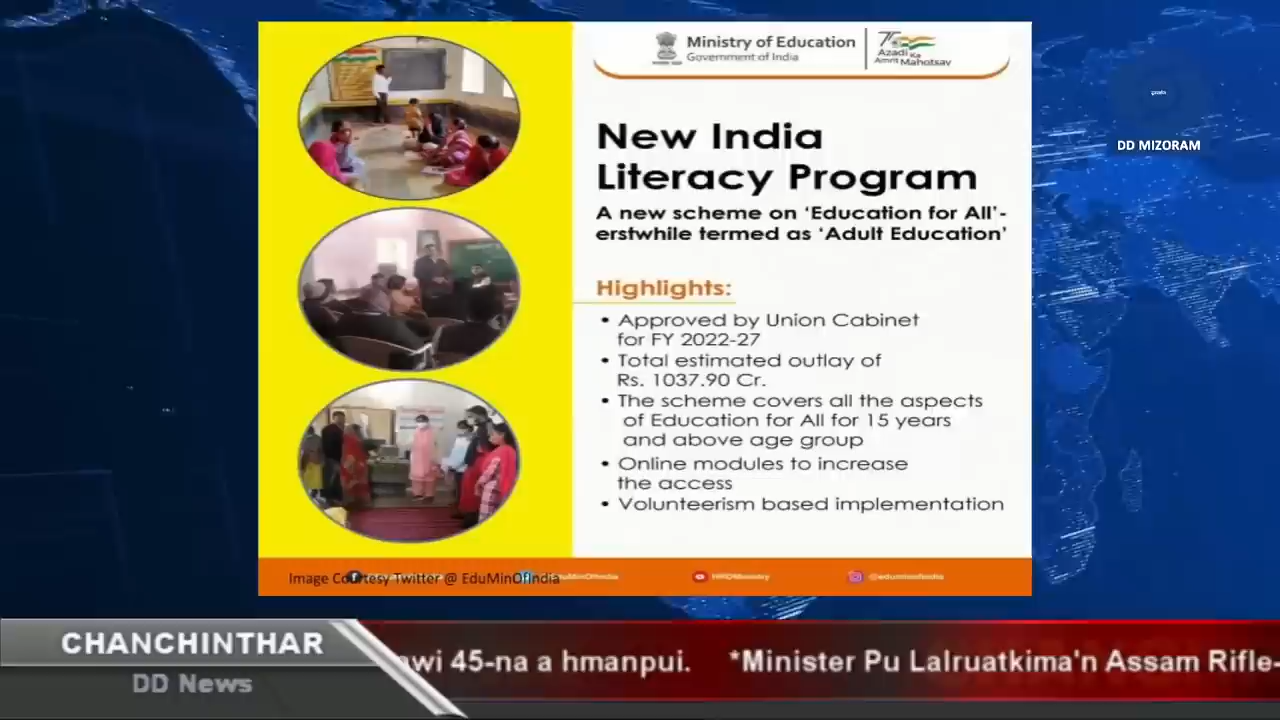 Ministry of Education
Government of India
Azadi Ka
Amrit Mahotsav
DD MIZORAM
New India
Literacy Program
A new scheme on ‘Education for All’-
erstwhile termed as ‘Adult Education’
Highlights:
• Approved by Union Cabinet
for FY 2022-27
• Total estimated outlay of
Rs. 1037.90 Cr.
• The scheme covers all the aspects
of Education for All for 15 years
and above age group
• Online modules to increase
the access
• Volunteerism based implementation
Image Courtesy Twitter @ EduMinOfIndia
HRDMinistry
@eduminofindia
CHANCHINTHAR
DD News
awi 45-na a hmanpui. *Minister Pu Lalruatkima'n Assam Rifle-